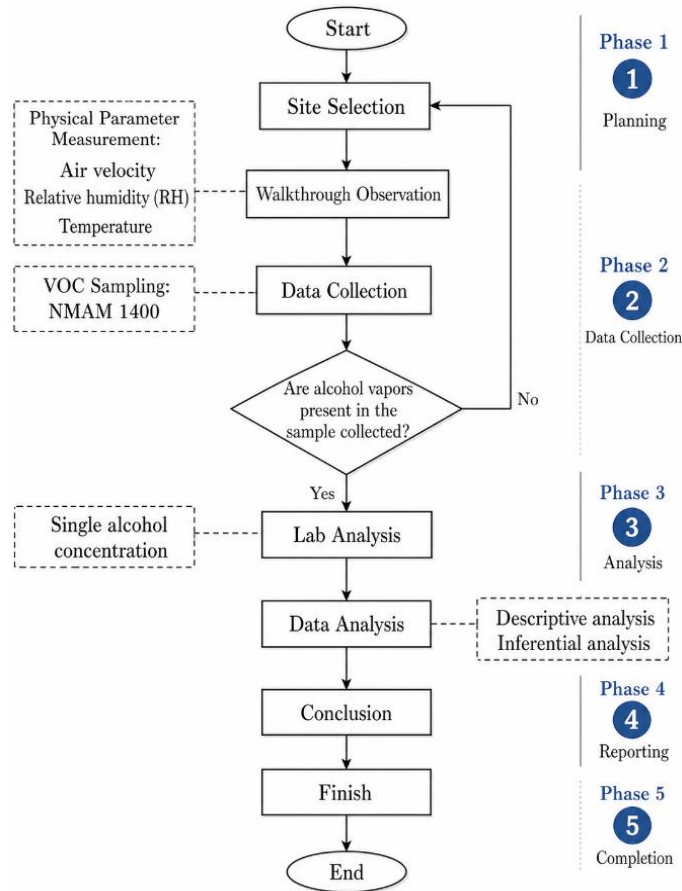 Start
Phase 1
1
Planning
Site Selection
Physical Parameter
Measurement:
Air velocity
Relative humidity (RH)
Temperature
Walkthrough Observation
VOC Sampling:
NMAM 1400
Data Collection
Phase 2
2
Data Collection
Are alcohol vapors
present in the
sample collected?
No
Yes
Phase 3
3
Analysis
Single alcohol
concentration
Lab Analysis
Data Analysis
Descriptive analysis
Inferential analysis
Phase 4
4
Reporting
Conclusion
Finish
Phase 5
5
Completion
End